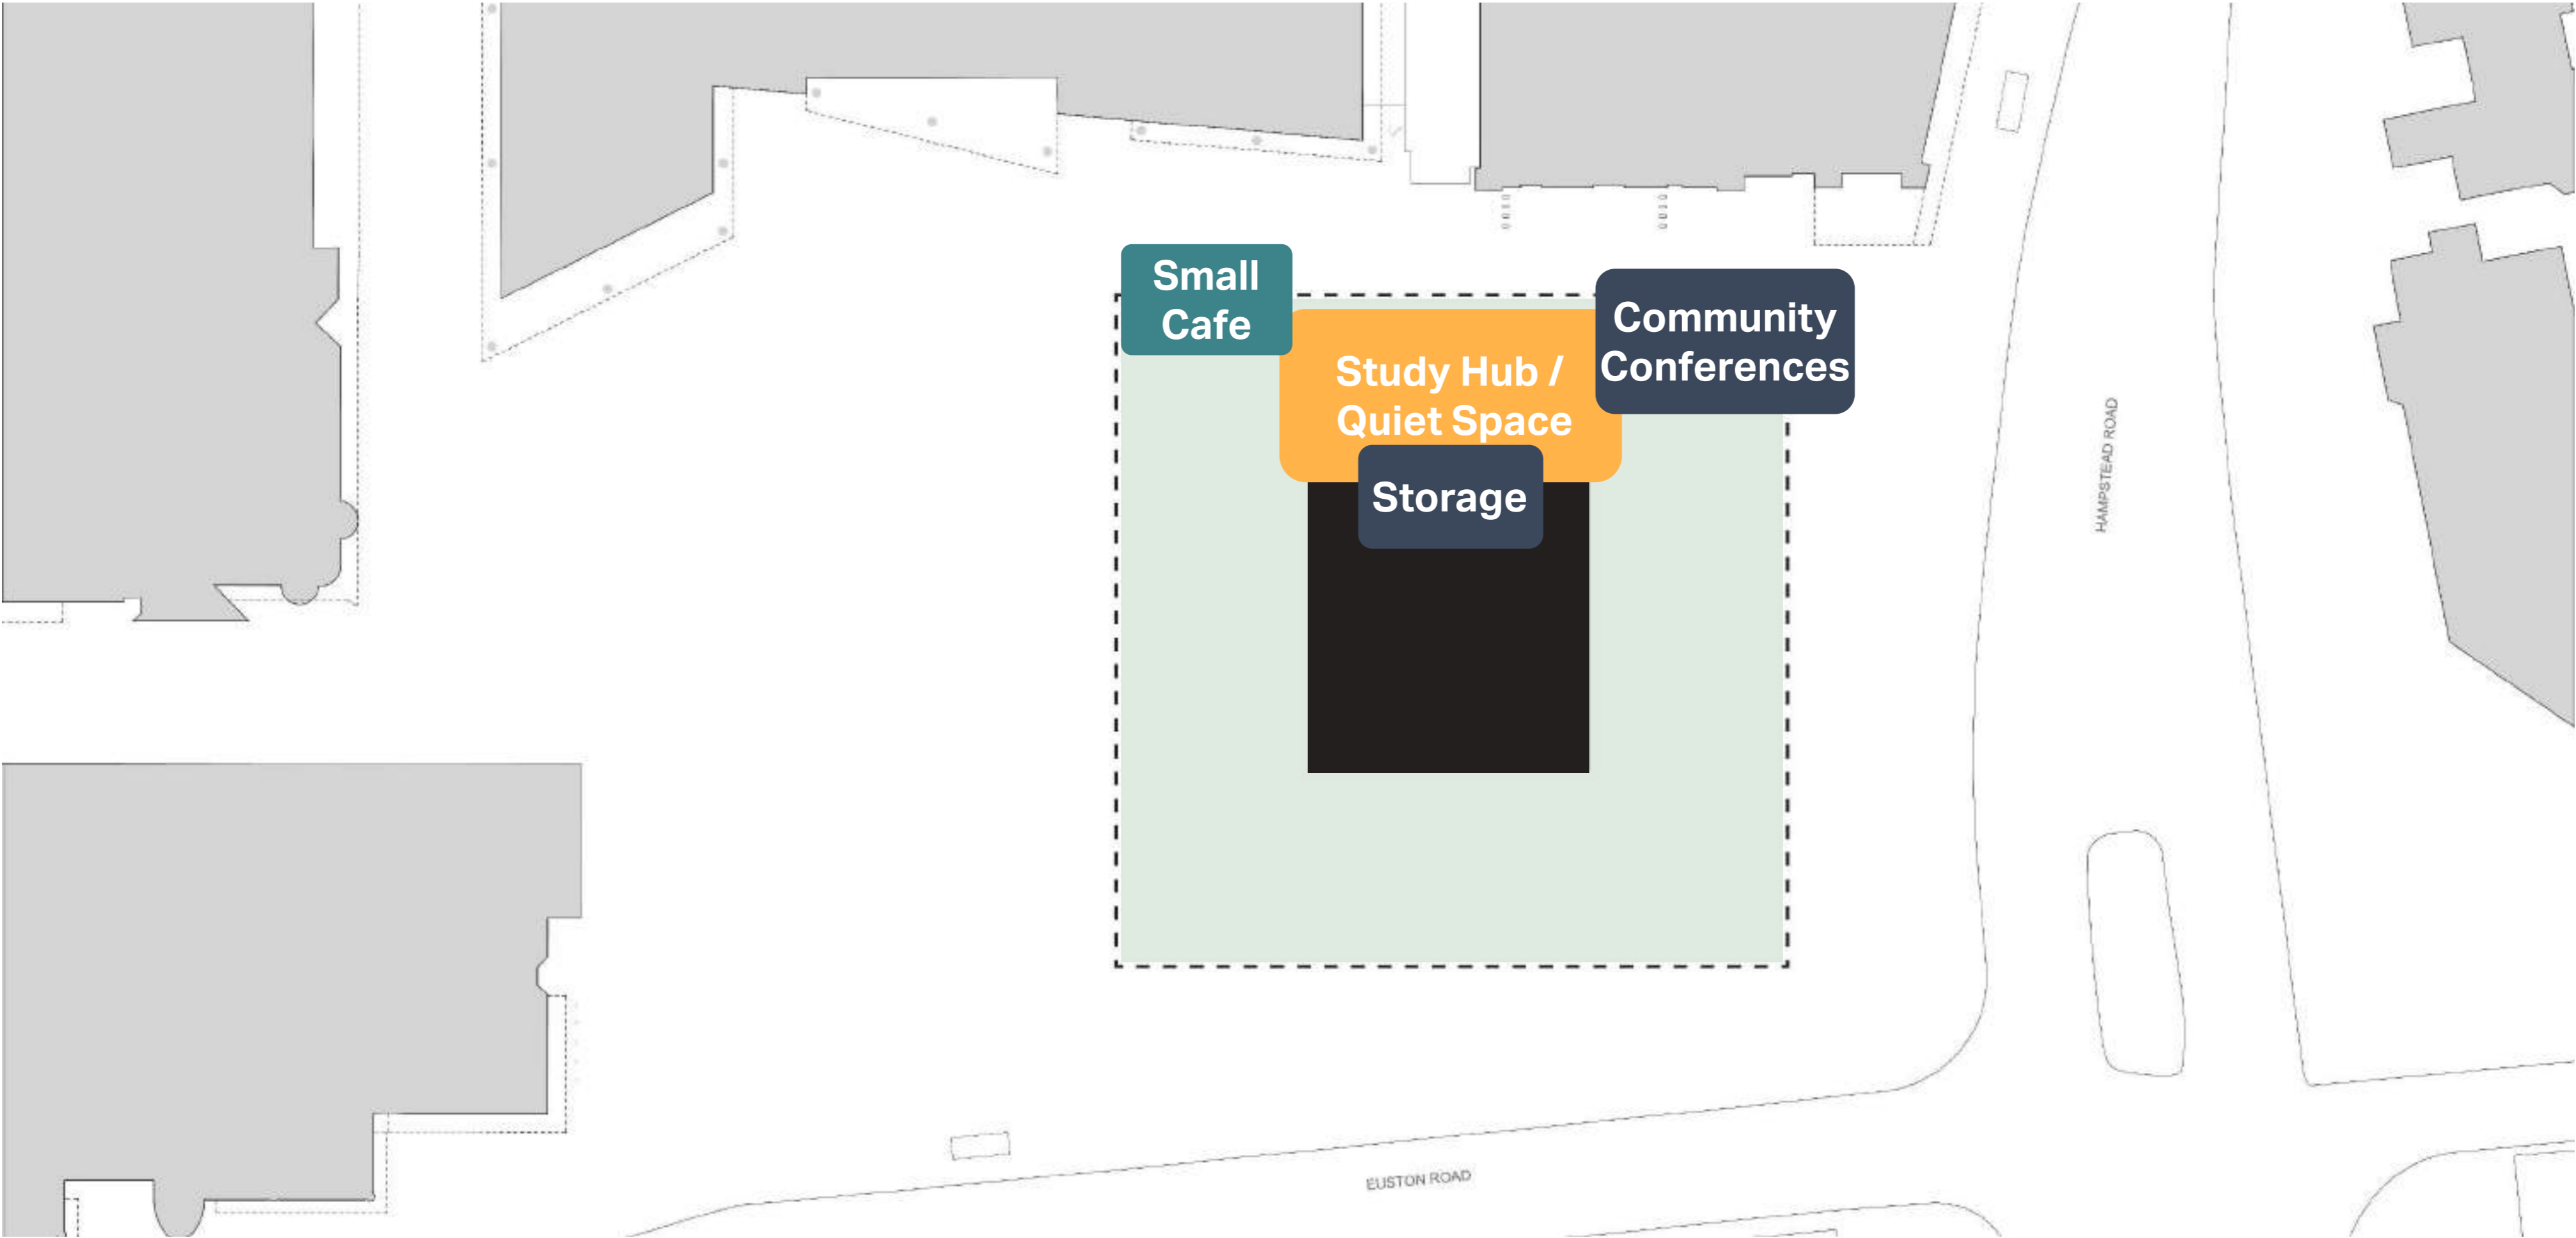 Small
Cafe
Community
Conferences
Study Hub /
Quiet Space
Storage
HAMPSTEAD ROAD
EUSTON ROAD